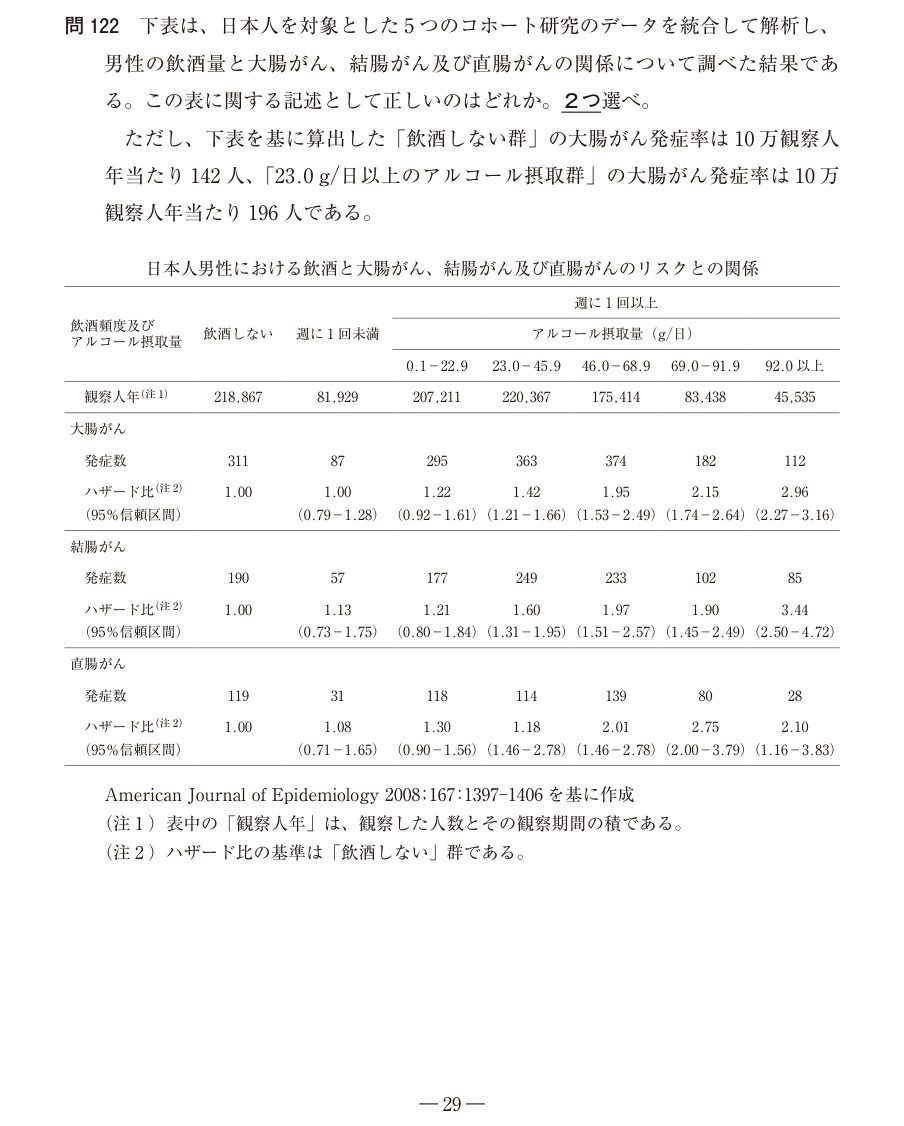 問 122　下表は、日本人を対象とした5つのコホート研究のデータを統合して解析し、
男性の飲酒量と大腸がん、結腸がん及び直腸がんの関係について調べた結果であ
る。この表に関する記述として正しいのはどれか。2つ選べ。
ただし、下表を基に算出した「飲酒しない群」の大腸がん発症率は 10 万観察人
年当たり 142 人、「23.0 g/日以上のアルコール摂取群」の大腸がん発症率は 10 万
観察人年当たり 196 人である。
日本人男性における飲酒と大腸がん、結腸がん及び直腸がんのリスクとの関係
週に1回以上
飲酒頻度及び
アルコール摂取量 飲酒しない 週に1回未満 アルコール摂取量（g/日）
0.1－22.9 23.0－45.9 46.0－68.9 69.0－91.9 92.0 以上
観察人年(注1) 218,867 81,929 207,211 220,367 175,414 83,438 45,535
大腸がん
発症数 311 87 295 363 374 182 112
ハザード比(注2) 1.00 1.00 1.22 1.42 1.95 2.15 2.96
（95％信頼区間） (0.79－1.28) (0.92－1.61) (1.21－1.66) (1.53－2.49) (1.74－2.64) (2.27－3.16)
結腸がん
発症数 190 57 177 249 233 102 85
ハザード比(注2) 1.00 1.13 1.21 1.60 1.97 1.90 3.44
（95％信頼区間） (0.73－1.75) (0.80－1.84) (1.31－1.95) (1.51－2.57) (1.45－2.49) (2.50－4.72)
直腸がん
発症数 119 31 118 114 139 80 28
ハザード比(注2) 1.00 1.08 1.30 1.18 2.01 2.75 2.10
（95％信頼区間） (0.71－1.65) (0.90－1.56) (1.46－2.78) (1.46－2.78) (2.00－3.79) (1.16－3.83)
American Journal of Epidemiology 2008;167:1397-1406 を基に作成
（注1）表中の「観察人年」は、観察した人数とその観察期間の積である。
（注2）ハザード比の基準は「飲酒しない」群である。
― 29 ―